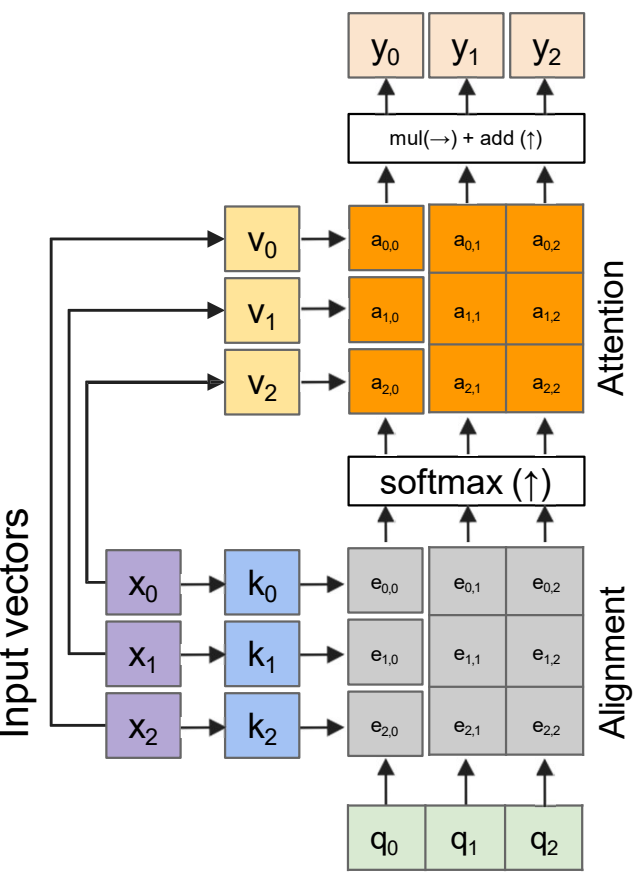 y0 y1 y2
mul(→) + add (↑)
v0 a0,0 a0,1 a0,2
v1 a1,0 a1,1 a1,2
v2 a2,0 a2,1 a2,2
Attention
softmax (↑)
Input vectors
x0 k0 e0,0 e0,1 e0,2
x1 k1 e1,0 e1,1 e1,2
x2 k2 e2,0 e2,1 e2,2
Alignment
q0 q1 q2